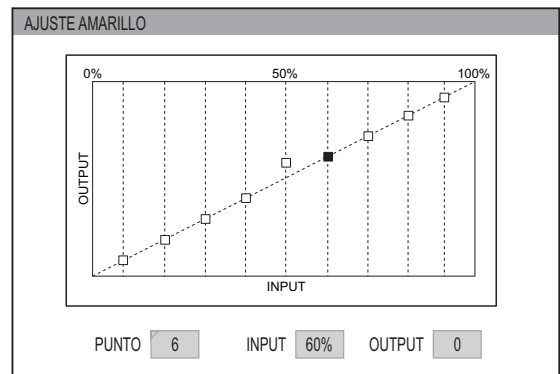 AJUSTE AMARILLO
0% 50% 100%
OUTPUT
INPUT
PUNTO 6 INPUT 60% OUTPUT 0